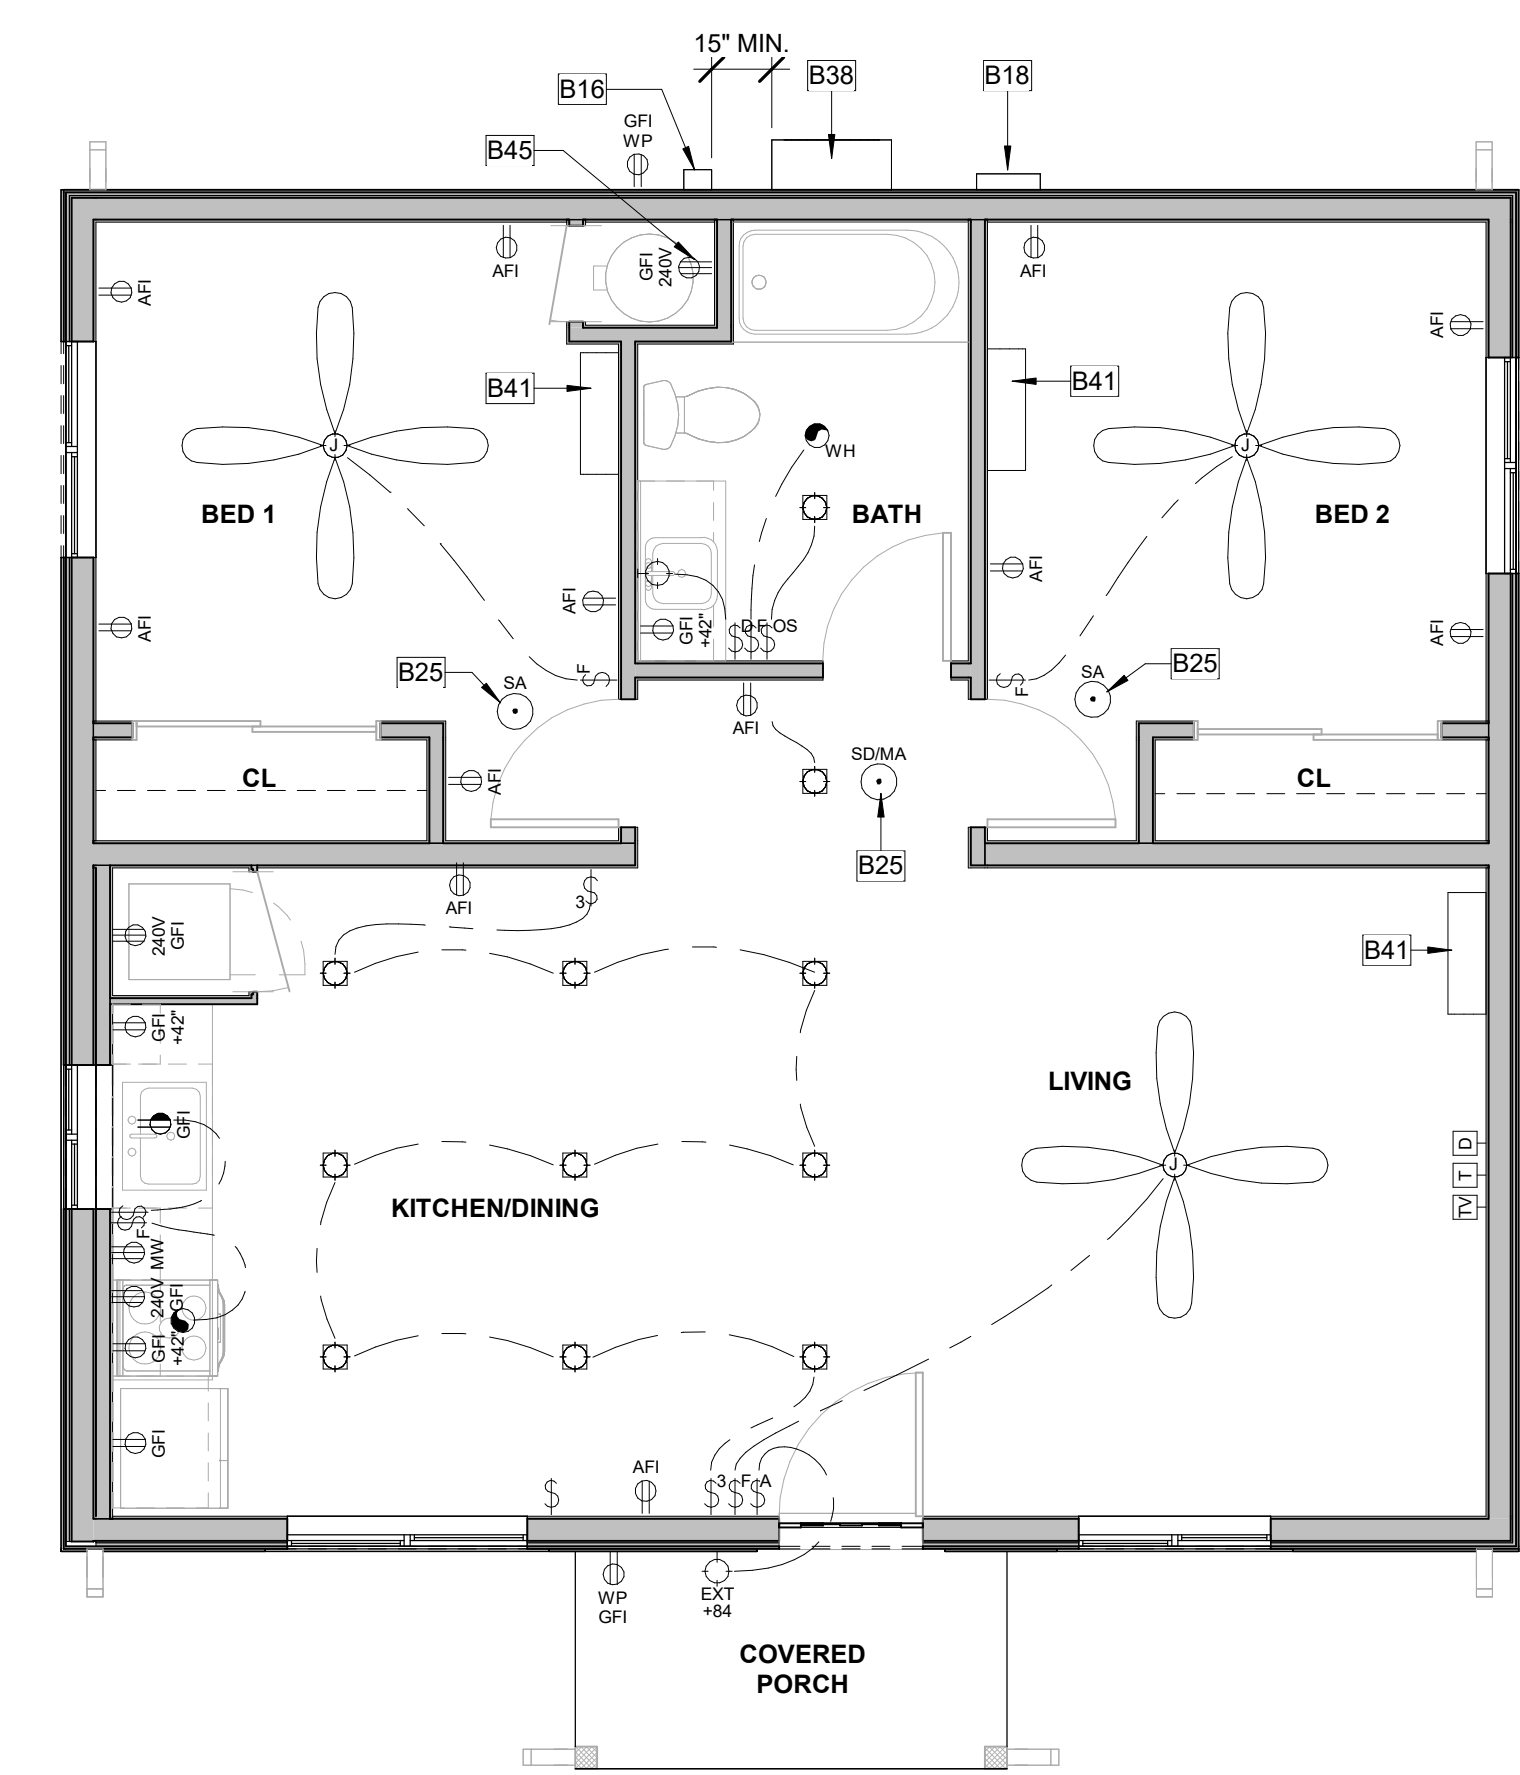 15" MIN.
B16
B38
B18
GFI
WP
B45
GFI
240V
AFI
AFI
AFI
AFI
B41
B41
J
J
WH
BED 1
BATH
BED 2
AFI
AFI
AFI
AFI
GFI
+42"
$D $F $OS
B25
SA
$F
$F
SA
B25
AFI
SD/MA
CL
AFI
CL
B25
AFI
$3
240V
GFI
B41
GFI
+42"
LIVING
GFI
D
T
TV
J
KITCHEN/DINING
$ $F
MW
240V
GFI
GFI
+42"
GFI
AFI
$
$3 $F $A
WP
GFI
EXT
+84
COVERED
PORCH